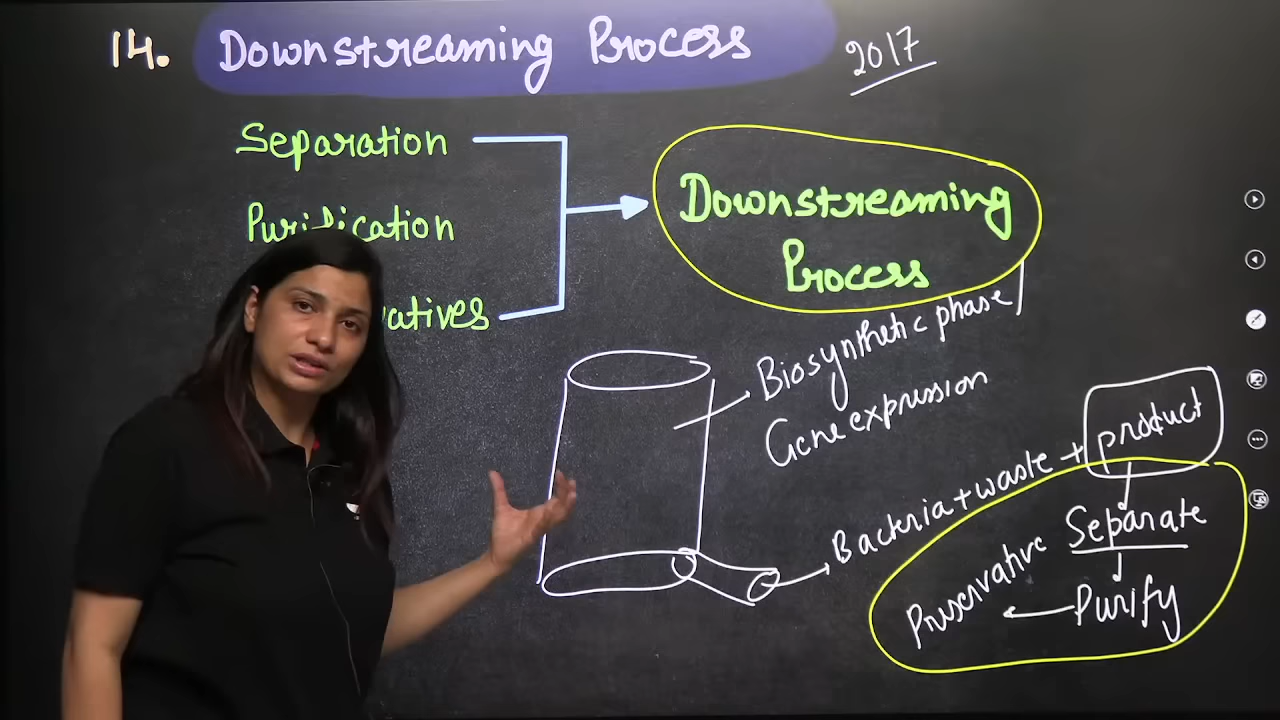 14. Downstreaming Process
2017
Separation
Downstreaming
Process
Biosynthetic phase/
Gene expression
Bacteria + waste + product
Separate
Purify
Preservative